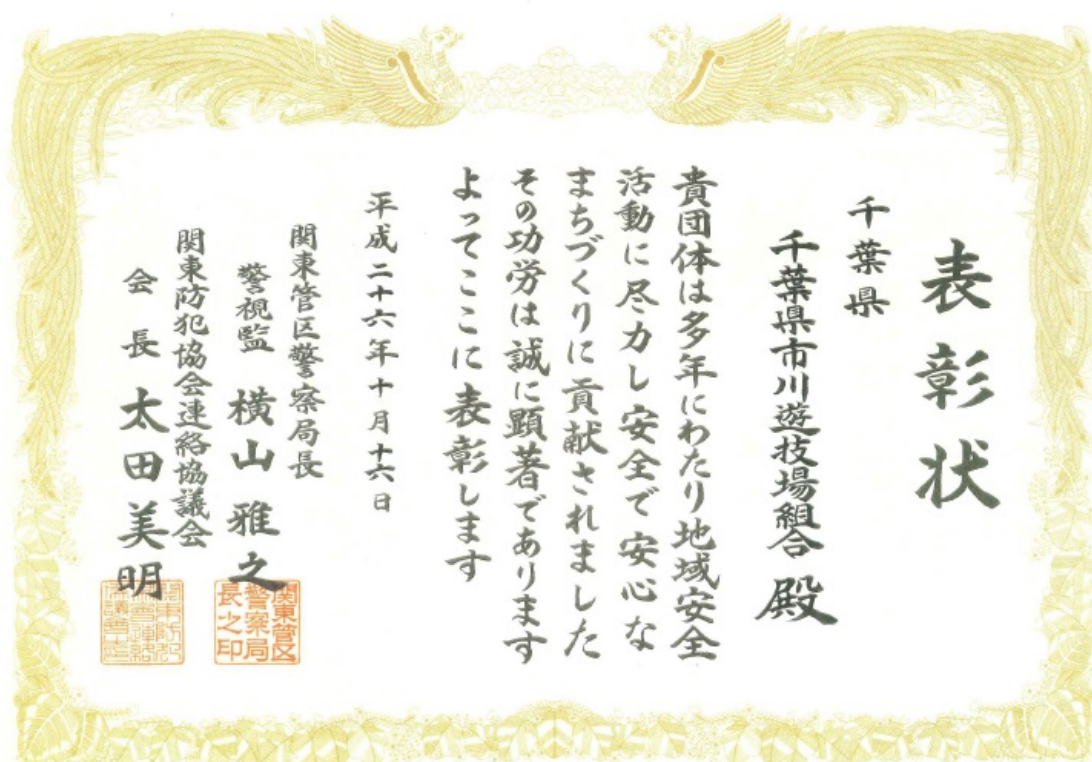 表彰状
千葉県
千葉県市川遊技場組合 殿
貴団体は多年にわたり地域安全
活動に尽力し安全で安心な
まちづくりに貢献されました
その功労は誠に顕著であります
よってここに表彰します
平成二十六年十月十六日
関東管区警察局長
警視監 横山雅之
関東管区
警察局
長之印
関東防犯協会連絡協議会
会長 太田美明